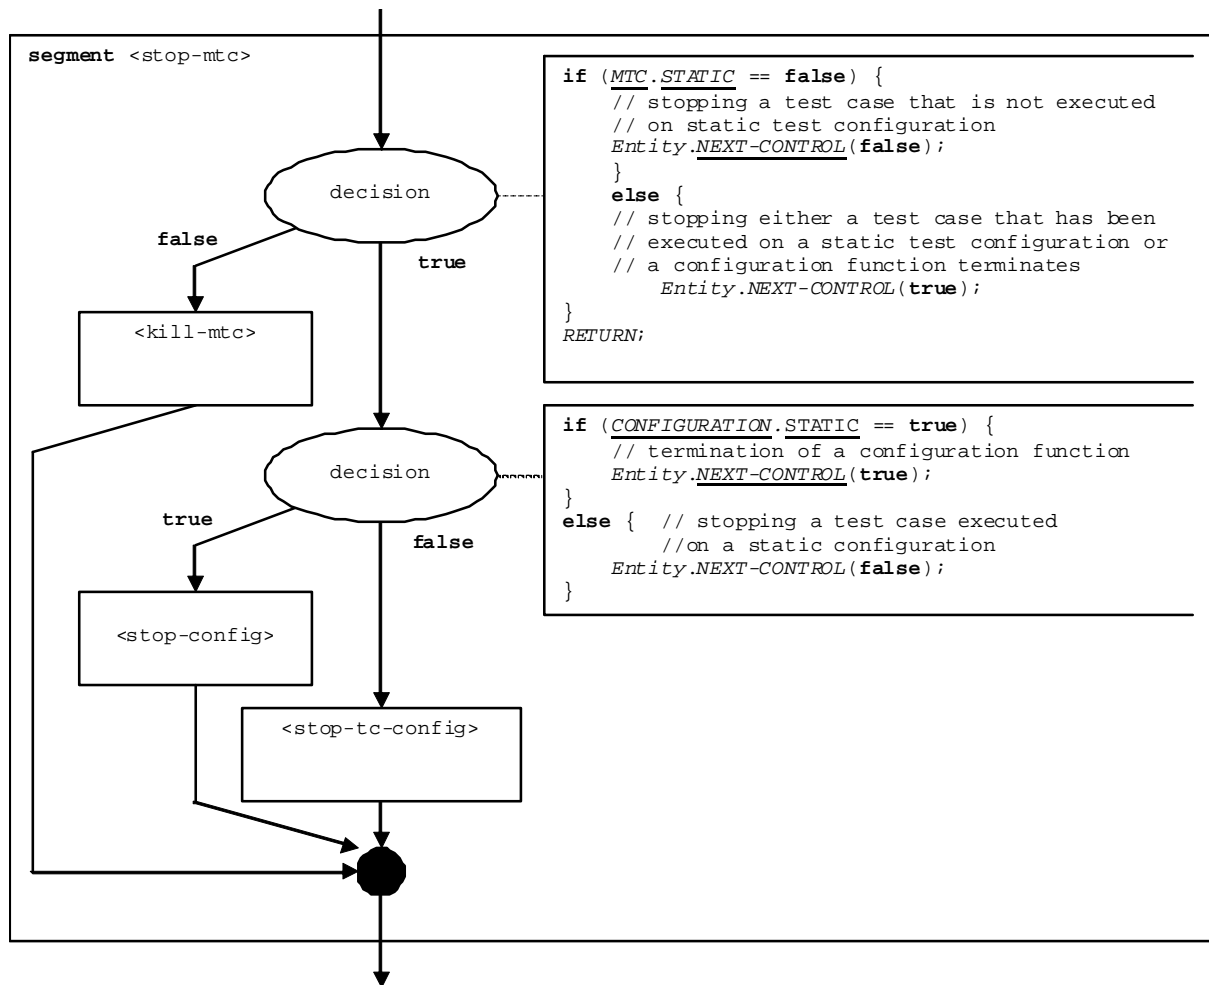 segment <stop-mtc>
decision
false
true
<kill-mtc>
decision
true
false
<stop-config>
<stop-tc-config>
if (MTC.STATIC == false) {
// stopping a test case that is not executed
// on static test configuration
Entity.NEXT-CONTROL(false);
}
else {
// stopping either a test case that has been
// executed on a static test configuration or
// a configuration function terminates
Entity.NEXT-CONTROL(true);
}
RETURN;
if (CONFIGURATION.STATIC == true) {
// termination of a configuration function
Entity.NEXT-CONTROL(true);
}
else { // stopping a test case executed
//on a static configuration
Entity.NEXT-CONTROL(false);
}